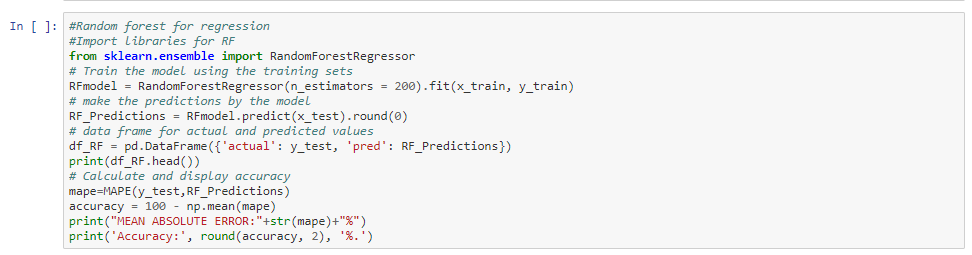 In [ ]: #Random forest for regression
#Import libraries for RF
from sklearn.ensemble import RandomForestRegressor
# Train the model using the training sets
RFmodel = RandomForestRegressor(n_estimators = 200).fit(x_train, y_train)
# make the predictions by the model
RF_Predictions = RFmodel.predict(x_test).round(0)
# data frame for actual and predicted values
df_RF = pd.DataFrame({'actual': y_test, 'pred': RF_Predictions})
print(df_RF.head())
# Calculate and display accuracy
mape=MAPE(y_test,RF_Predictions)
accuracy = 100 - np.mean(mape)
print("MEAN ABSOLUTE ERROR:"+str(mape)+"%")
print('Accuracy:', round(accuracy, 2), '%.')